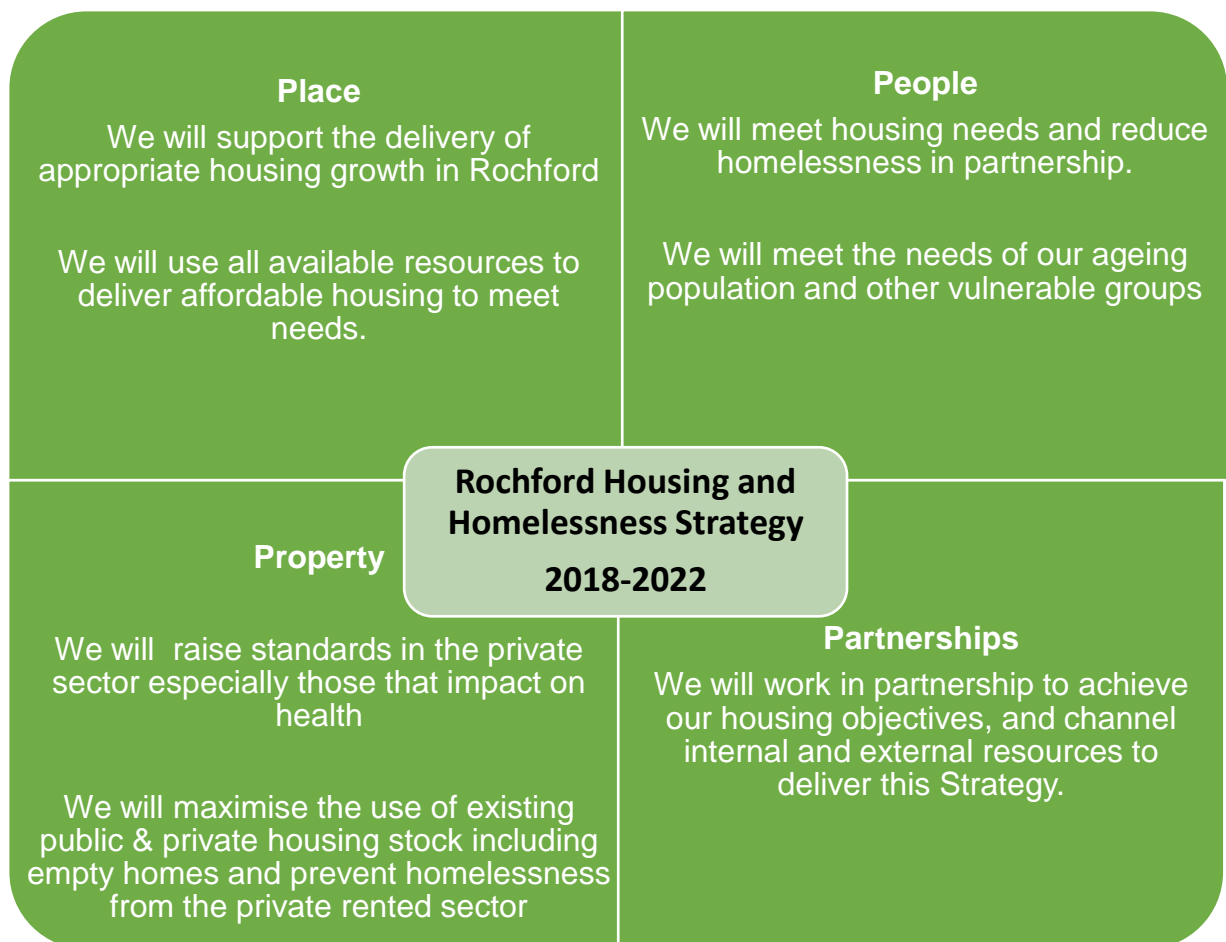 Place
We will support the delivery of
appropriate housing growth in Rochford
We will use all available resources to
deliver affordable housing to meet
needs.
People
We will meet housing needs and reduce
homelessness in partnership.
We will meet the needs of our ageing
population and other vulnerable groups
Rochford Housing and
Homelessness Strategy
2018-2022
Property
We will  raise standards in the private
sector especially those that impact on
health
We will maximise the use of existing
public & private housing stock including
empty homes and prevent homelessness
from the private rented sector
Partnerships
We will work in partnership to achieve
our housing objectives, and channel
internal and external resources to
deliver this Strategy.